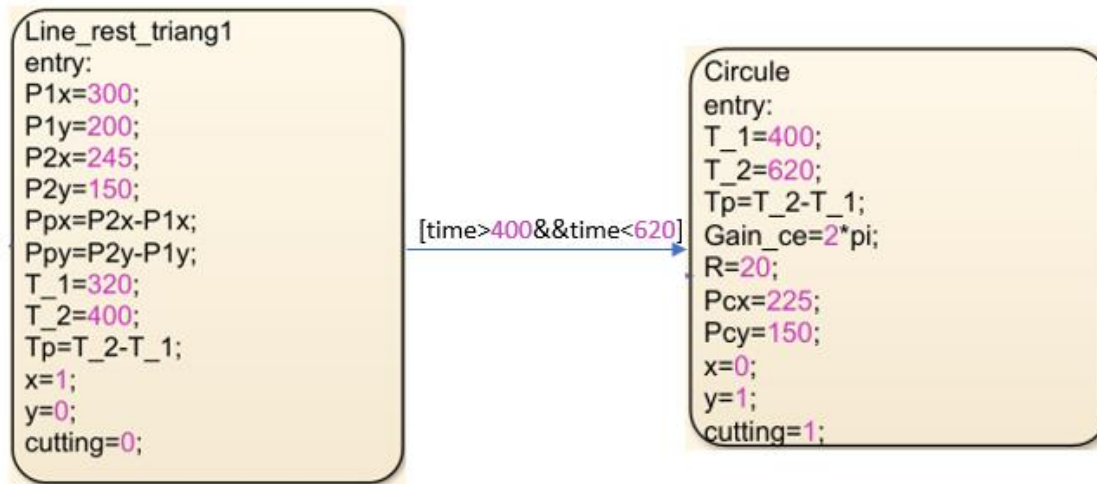 Line_rest_triang1
entry:
P1x=300;
P1y=200;
P2x=245;
P2y=150;
Ppx=P2x-P1x;
Ppy=P2y-P1y;
T_1=320;
T_2=400;
Tp=T_2-T_1;
x=1;
y=0;
cutting=0;
[time>400&&time<620]
Circule
entry:
T_1=400;
T_2=620;
Tp=T_2-T_1;
Gain_ce=2*pi;
R=20;
Pcx=225;
Pcy=150;
x=0;
y=1;
cutting=1;